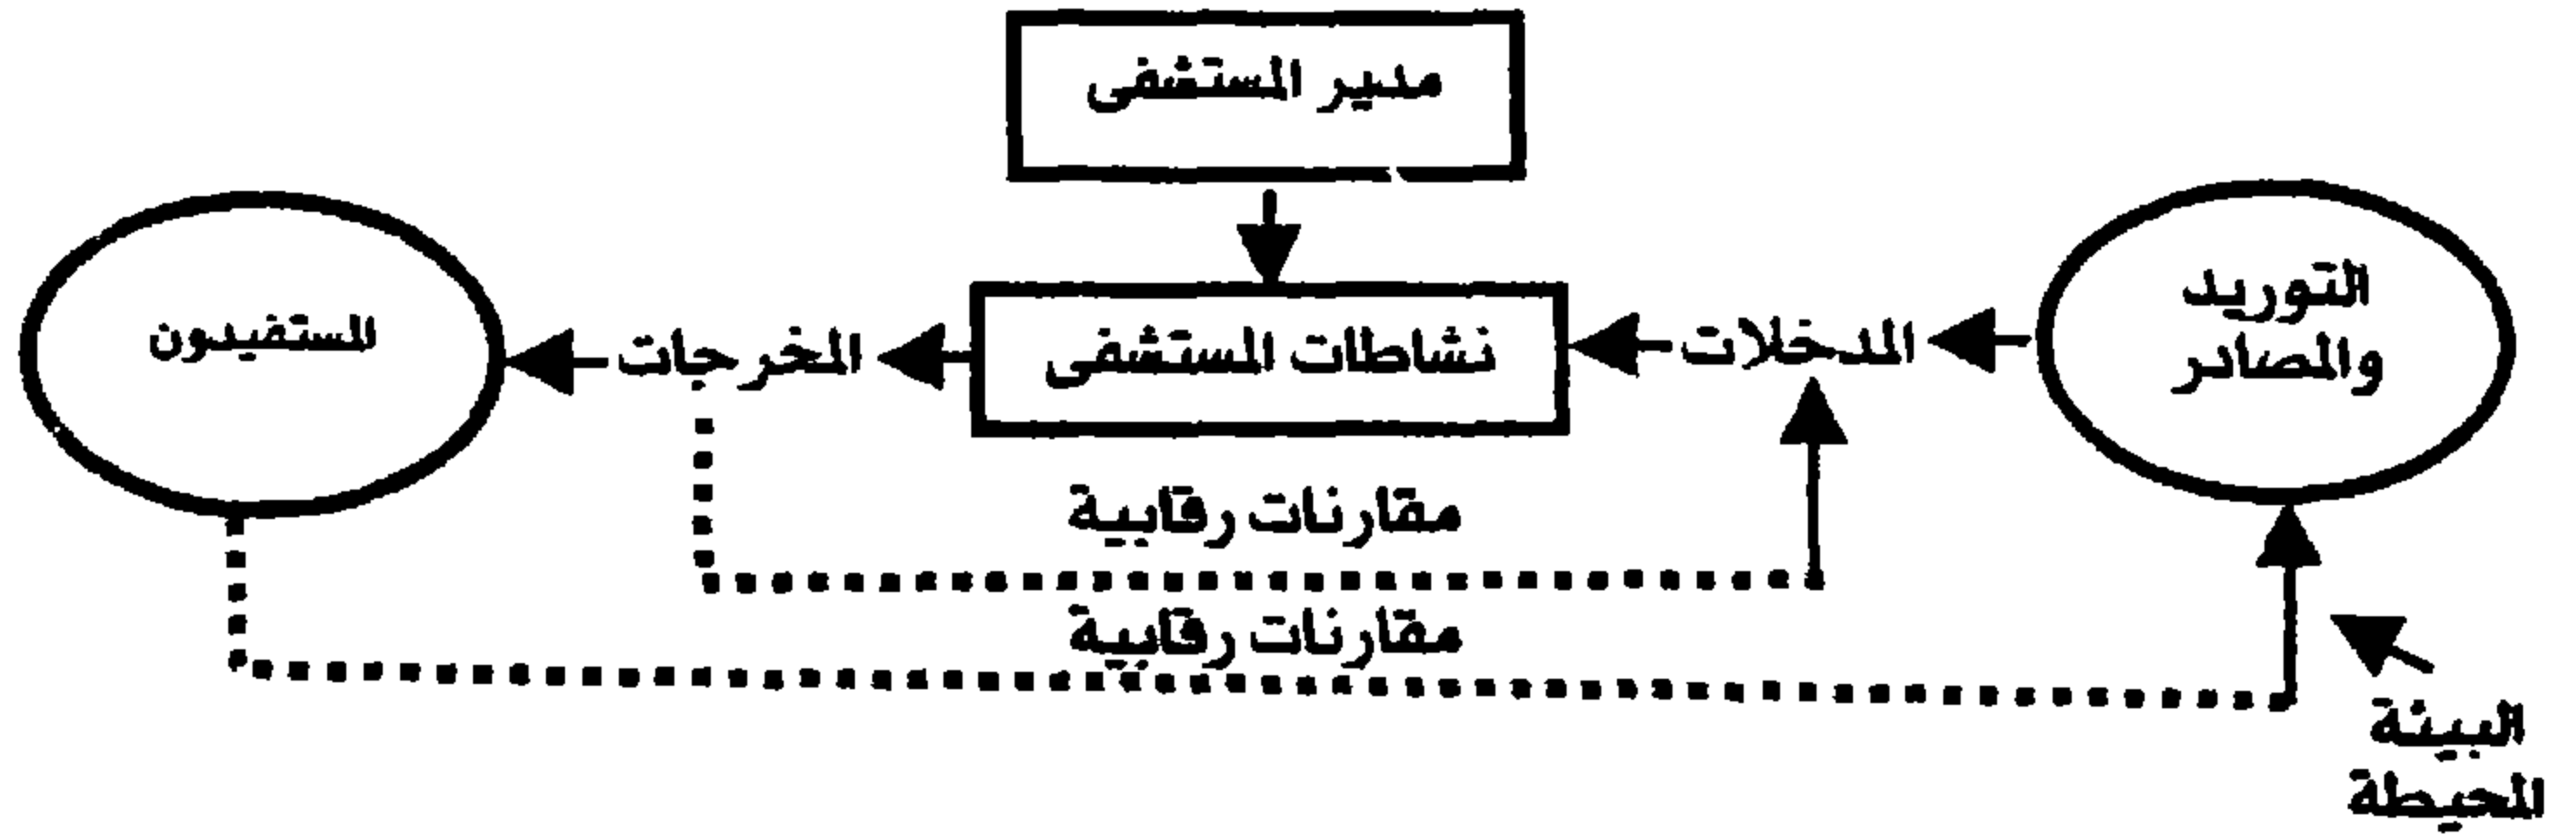 مدير المستشفى
التوريد
والمصادر
المدخلات
نشاطات المستشفى
المخرجات
المستفيدون
مقارنات رقابية
مقارنات رقابية
البيئة
المحيطة